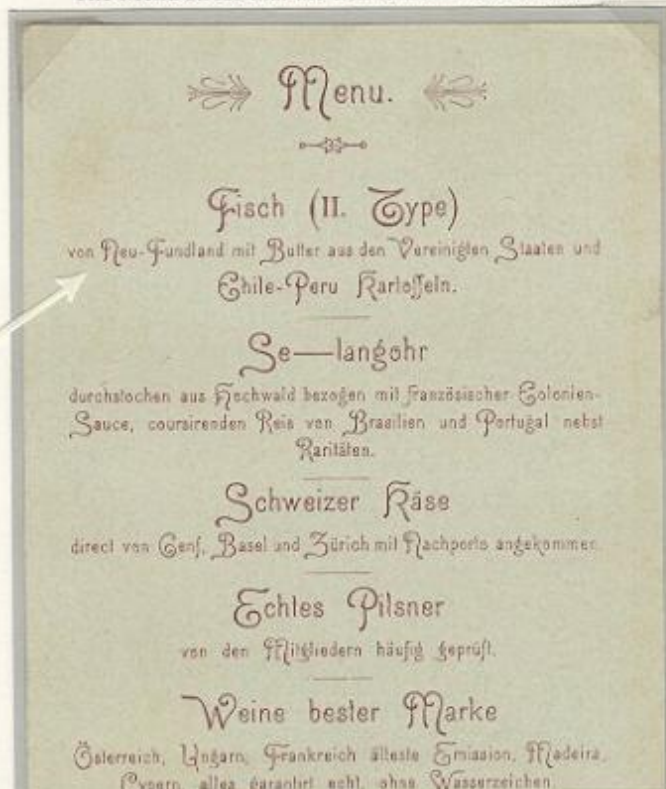 Menu.
Fisch (II. Type)
von Neu-Fundland mit Butter aus den Vereinigten Staaten und
Chile-Peru Kartoffeln.
Se—langohr
durchstochen aus Hochwald bezogen mit französischer Colonien-
Sauce, coursirenden Reis von Brasilien und Portugal nebst
Raritäten.
Schweizer Käse
direct von Genf, Basel und Zürich mit Nachporto angekommen.
Echtes Pilsner
von den Mitgliedern häufig geprüft.
Weine bester Marke
Österreich, Ungarn, Frankreich älteste Emission, Madeira,
Cypern, alles garantirt echt, ohne Wasserzeichen.